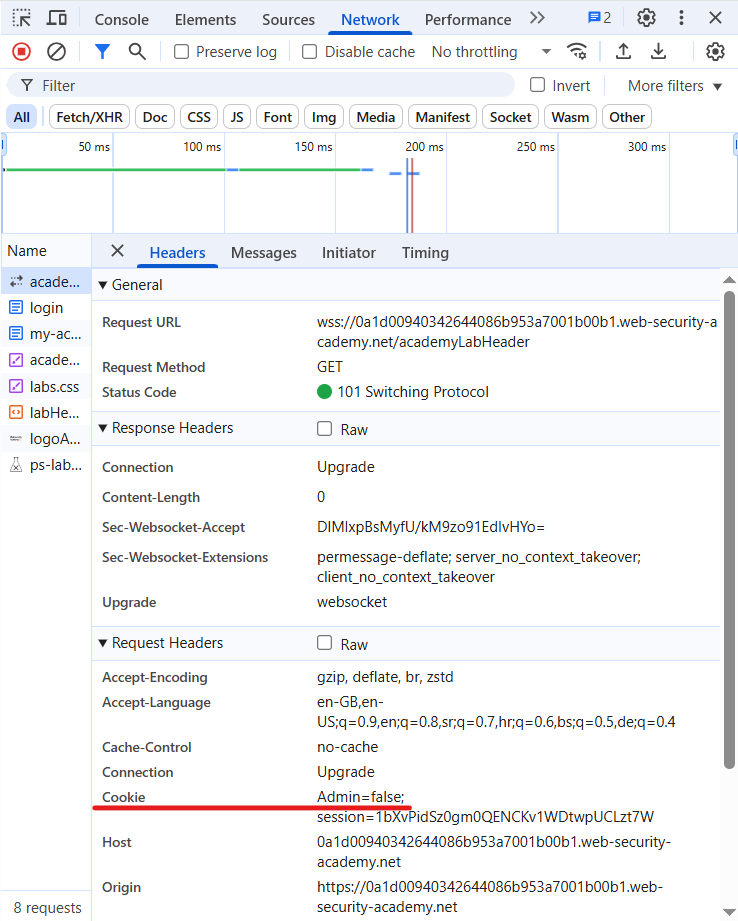 Console Elements Sources Network Performance 2
Preserve log Disable cache No throttling
Filter Invert More filters
All Fetch/XHR Doc CSS JS Font Img Media Manifest Socket Wasm Other
50 ms 100 ms 150 ms 200 ms 250 ms 300 ms
Name Headers Messages Initiator Timing
acade...
login
my-ac...
acade...
labs.css
labHe...
logoA...
ps-lab...
8 requests
General
Request URL wss://0a1d00940342644086b953a7001b00b1.web-security-a
cademy.net/academyLabHeader
Request Method GET
Status Code 101 Switching Protocol
Response Headers Raw
Connection Upgrade
Content-Length 0
Sec-Websocket-Accept DIMlxpBsMyfU/kM9zo91EdlvHYo=
Sec-Websocket-Extensions permessage-deflate; server_no_context_takeover;
client_no_context_takeover
Upgrade websocket
Request Headers Raw
Accept-Encoding gzip, deflate, br, zstd
Accept-Language en-GB,en-
US;q=0.9,en;q=0.8,sr;q=0.7,hr;q=0.6,bs;q=0.5,de;q=0.4
Cache-Control no-cache
Connection Upgrade
Cookie Admin=false;
session=1bXvPidSz0gm0QENCKv1WDtwpUCLzt7W
Host 0a1d00940342644086b953a7001b00b1.web-security-
academy.net
Origin https://0a1d00940342644086b953a7001b00b1.web-
security-academy.net